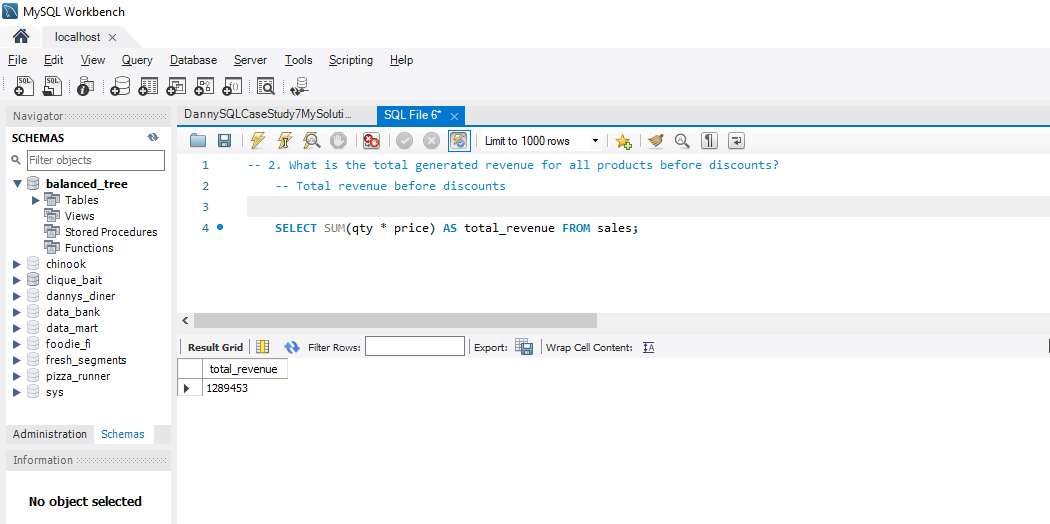 MySQL Workbench
localhost
File Edit View Query Database Server Tools Scripting Help
SQL SQL
Navigator
SCHEMAS
Filter objects
balanced_tree
Tables
Views
Stored Procedures
Functions
chinook
clique_bait
dannys_diner
data_bank
data_mart
foodie_fi
fresh_segments
pizza_runner
sys
Administration Schemas
Information
No object selected
DannySQLCaseStudy7MySoluti... SQL File 6*
Limit to 1000 rows
1 -- 2. What is the total generated revenue for all products before discounts?
2 -- Total revenue before discounts
3
4 SELECT SUM(qty * price) AS total_revenue FROM sales;
Result Grid Filter Rows: Export: Wrap Cell Content:
total_revenue
1289453